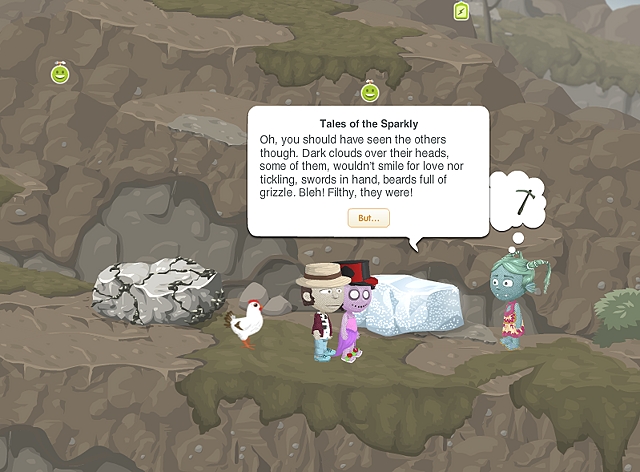 Tales of the Sparkly
Oh, you should have seen the others
though. Dark clouds over their heads,
some of them, wouldn't smile for love nor
tickling, swords in hand, beards full of
grizzle. Bleh! Filthy, they were!
But...